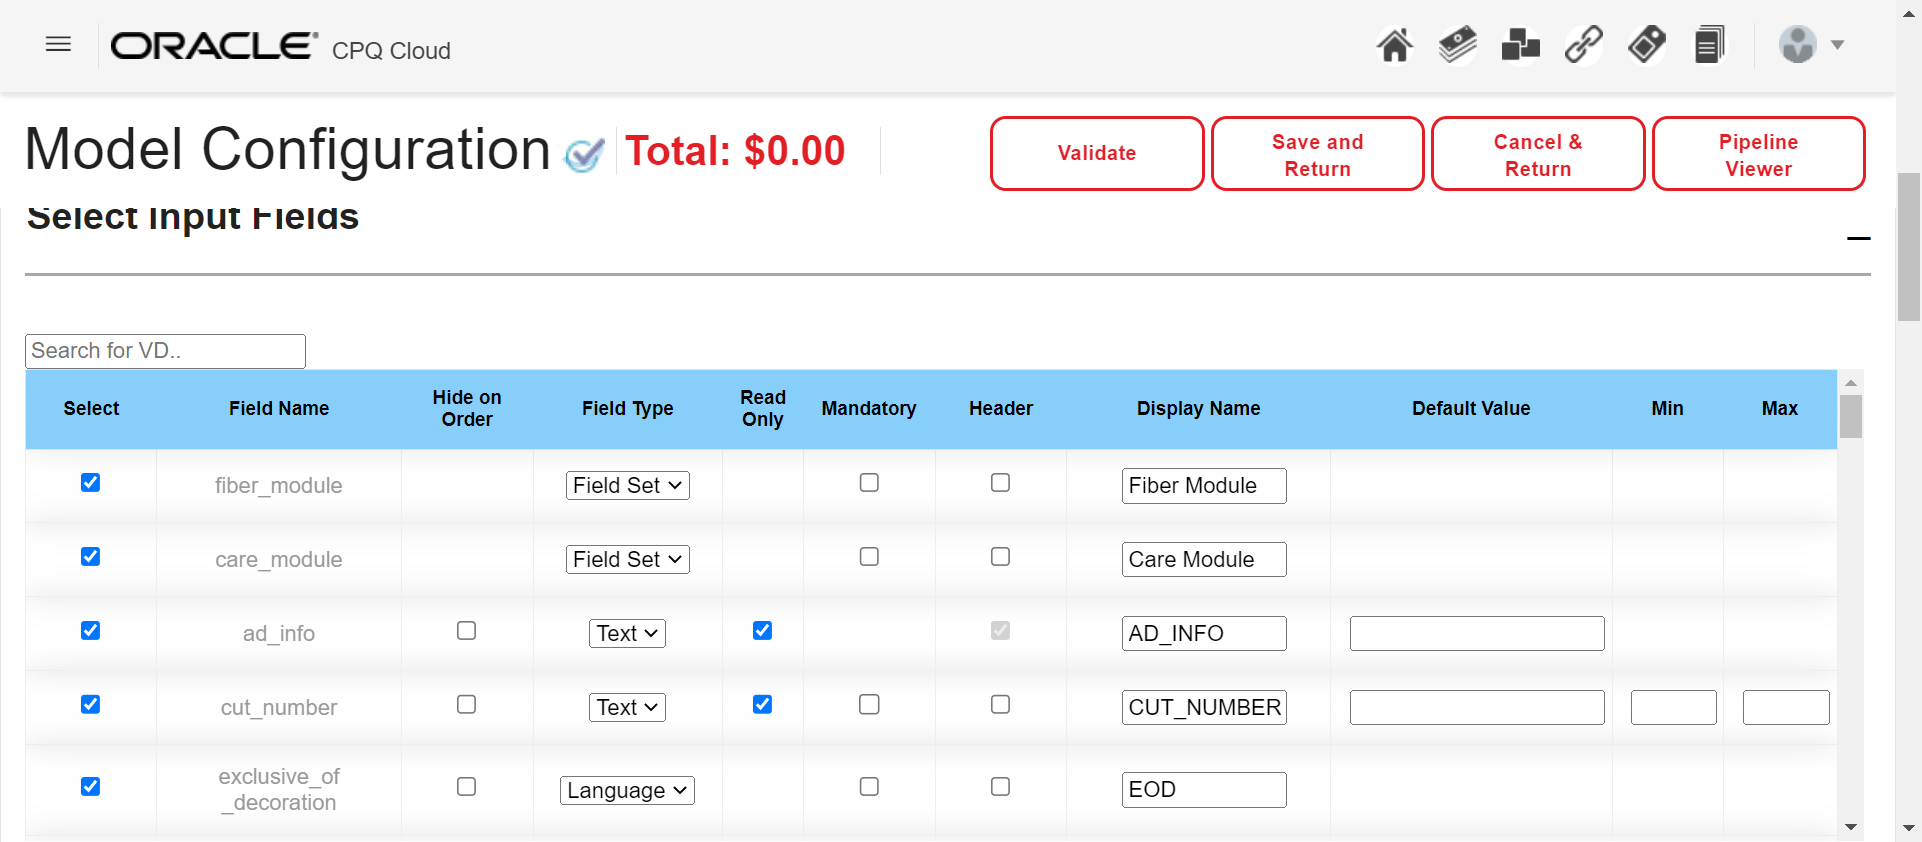 ORACLE CPQ Cloud
Model Configuration Total: $0.00
Validate
Save and
Return
Cancel &
Return
Pipeline
Viewer
Select Input Fields
Search for VD..
Select Field Name Hide on Order Field Type Read Only Mandatory Header Display Name Default Value Min Max
fiber_module Field Set Fiber Module
care_module Field Set Care Module
ad_info Text AD_INFO
cut_number Text CUT_NUMBER
exclusive_of
_decoration Language EOD